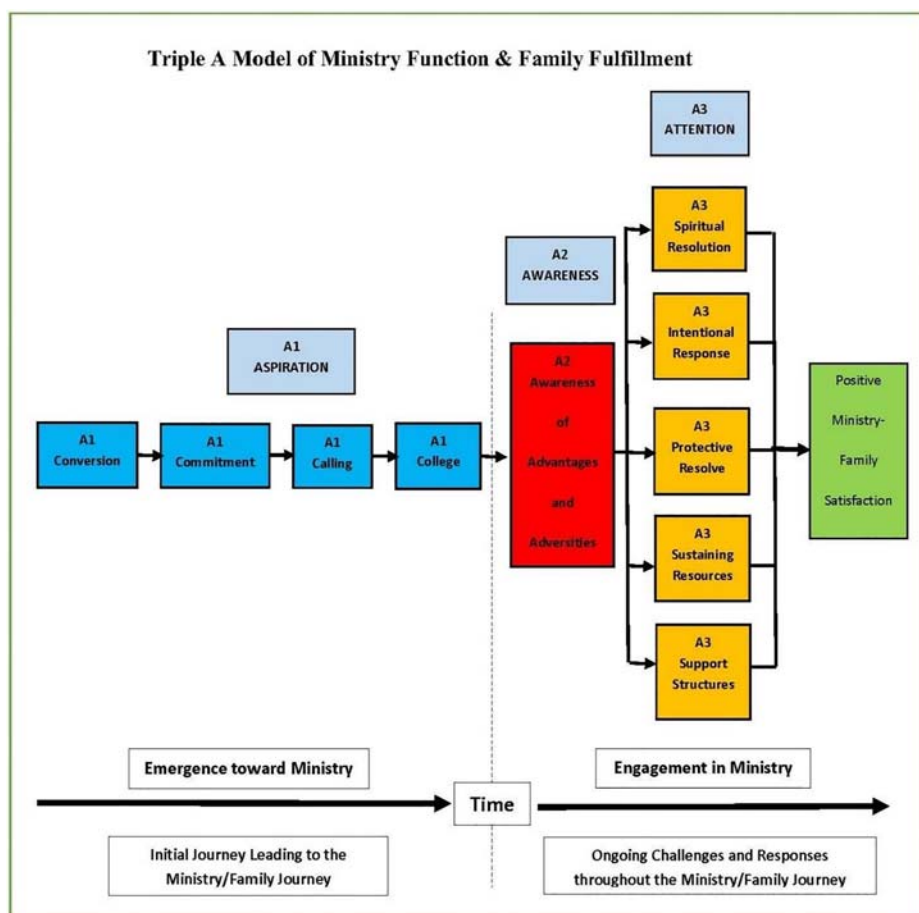 Triple A Model of Ministry Function & Family Fulfillment
A3
ATTENTION
A3
Spiritual
Resolution
A2
AWARENESS
A3
Intentional
Response
A1
ASPIRATION
A2
Awareness
of
Advantages
and
Adversities
Positive
Ministry-
Family
Satisfaction
A1
Conversion
A1
Commitment
A1
Calling
A1
College
A3
Protective
Resolve
A3
Sustaining
Resources
A3
Support
Structures
Emergence toward Ministry
Engagement in Ministry
Time
Initial Journey Leading to the
Ministry/Family Journey
Ongoing Challenges and Responses
throughout the Ministry/Family Journey